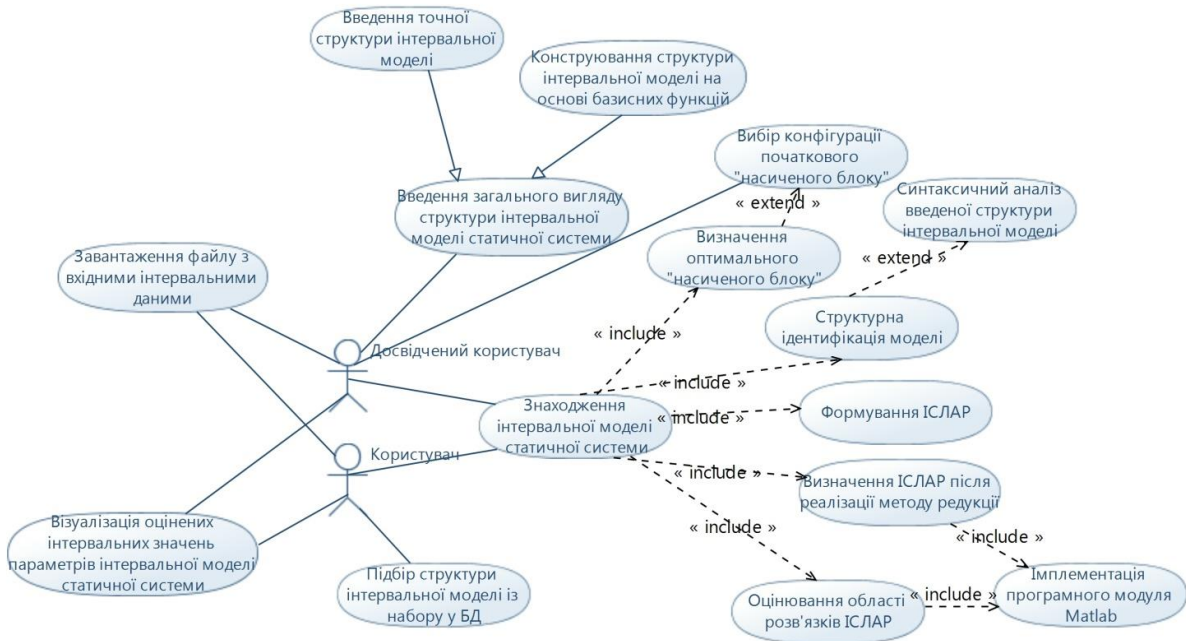 Введення точної
структури інтервальної
моделі
Конструювання структури
інтервальної моделі на
основі базисних функцій
Вибір конфігурації
початкового
"насиченого блоку"
Введення загального вигляду
структури інтервальної
моделі статичної системи
« extend »
Синтаксичний аналіз
введеної структури
інтервальної моделі
Визначення
оптимального
"насиченого блоку"
« extend »
Завантаження файлу з
вхідними інтервальними
даними
« include »
Структурна
ідентифікація моделі
Досвідчений користувач
« include »
Знаходження
інтервальної моделі
статичної системи
« include »
Формування ІСЛАР
Користувач
« include »
Визначення ІСЛАР після
реалізації методу редукції
« include »
« include »
Візуалізація оцінених
інтервальних значень
параметрів інтервальної моделі
статичної системи
Підбір структури
інтервальної моделі із
набору у БД
Оцінювання області
розв'язків ІСЛАР
« include »
Імплементація
програмного модуля
Matlab